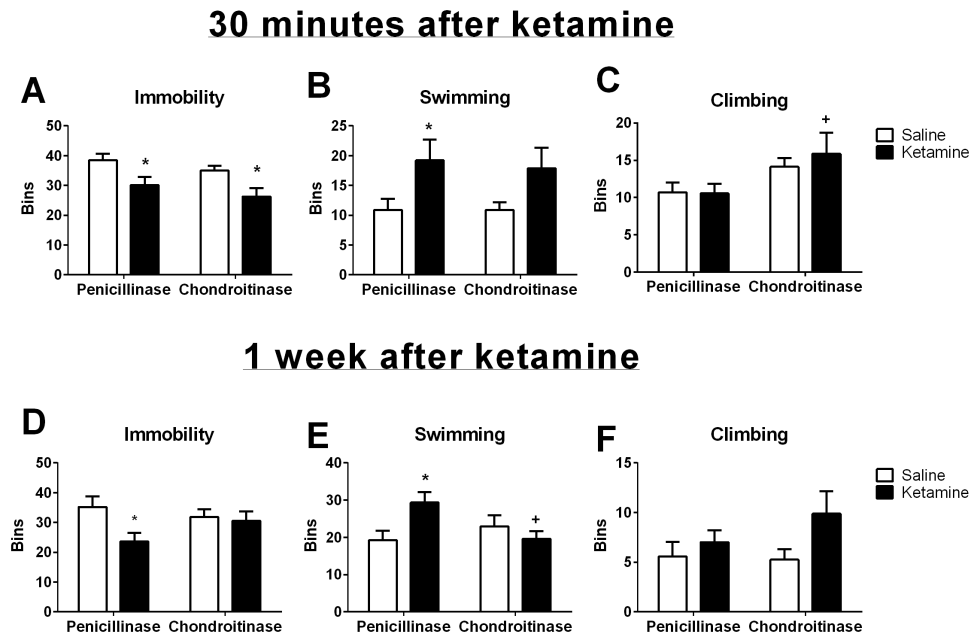 30 minutes after ketamine
A
Immobility
50
40
30
20
10
0
Bins
*
*
Penicillinase Chondroitinase
B
Swimming
25
20
15
10
5
0
Bins
*
Penicillinase Chondroitinase
C
Climbing
20
15
10
5
0
Bins
+
Penicillinase Chondroitinase
Saline
Ketamine
1 week after ketamine
D
Immobility
50
40
30
20
10
0
Bins
*
Penicillinase Chondroitinase
E
Swimming
40
30
20
10
0
Bins
*
+
Penicillinase Chondroitinase
F
Climbing
15
10
5
0
Bins
Penicillinase Chondroitinase
Saline
Ketamine